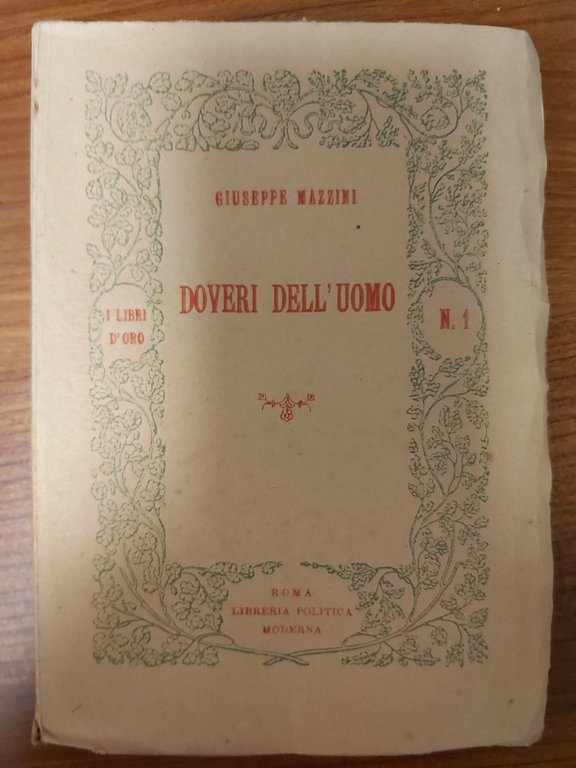 GIUSEPPE MAZZINI
DOVERI DELL'UOMO
I LIBRI
D'ORO
N. 1
ROMA
LIBRERIA POLITICA
MODERNA